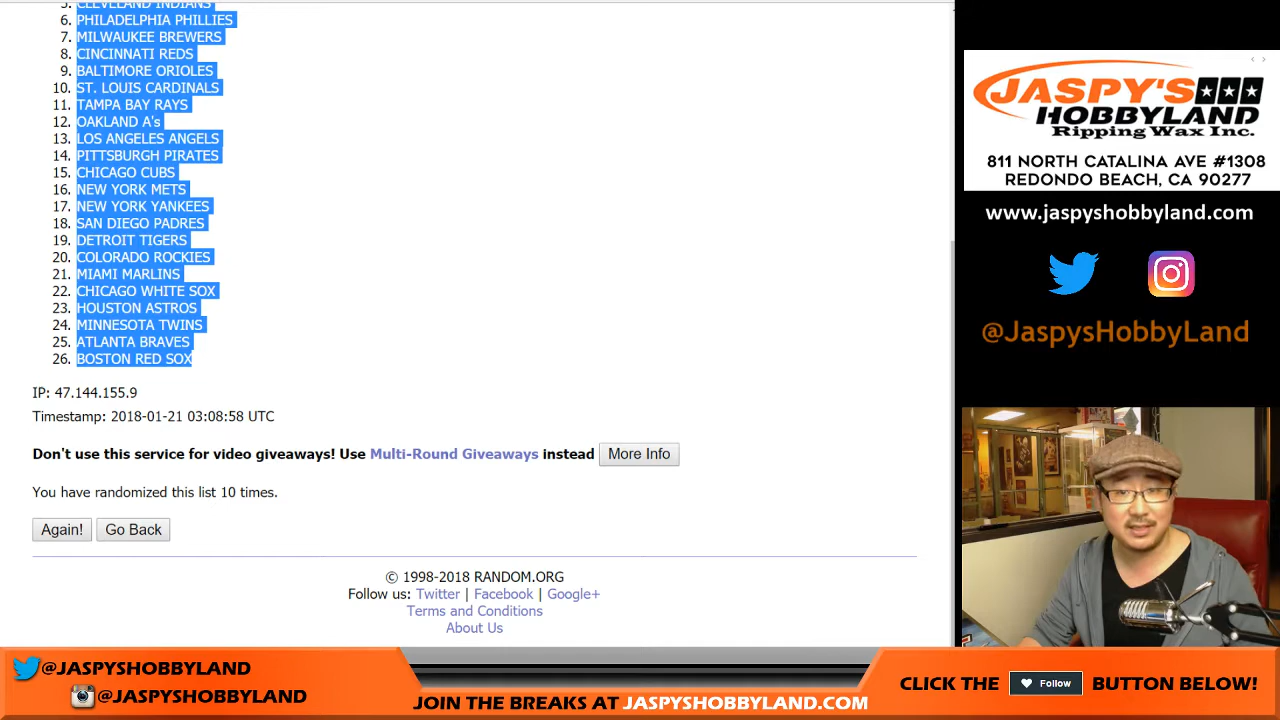 5. CLEVELAND INDIANS
6. PHILADELPHIA PHILLIES
7. MILWAUKEE BREWERS
8. CINCINNATI REDS
9. BALTIMORE ORIOLES
10. ST. LOUIS CARDINALS
11. TAMPA BAY RAYS
12. OAKLAND A's
13. LOS ANGELES ANGELS
14. PITTSBURGH PIRATES
15. CHICAGO CUBS
16. NEW YORK METS
17. NEW YORK YANKEES
18. SAN DIEGO PADRES
19. DETROIT TIGERS
20. COLORADO ROCKIES
21. MIAMI MARLINS
22. CHICAGO WHITE SOX
23. HOUSTON ASTROS
24. MINNESOTA TWINS
25. ATLANTA BRAVES
26. BOSTON RED SOX
IP: 47.144.155.9
Timestamp: 2018-01-21 03:08:58 UTC
Don't use this service for video giveaways! Use Multi-Round Giveaways instead More Info
You have randomized this list 10 times.
Again! Go Back
© 1998-2018 RANDOM.ORG
Follow us: Twitter | Facebook | Google+
Terms and Conditions
About Us
JASPY'S
HOBBYLAND
Ripping Wax Inc.
811 NORTH CATALINA AVE #1308
REDONDO BEACH, CA 90277
www.jaspyshobbyland.com
@JaspysHobbyLand
@JASPYSHOBBYLAND
@JASPYSHOBBYLAND
JOIN THE BREAKS AT JASPYSHOBBYLAND.COM
CLICK THE Follow BUTTON BELOW!